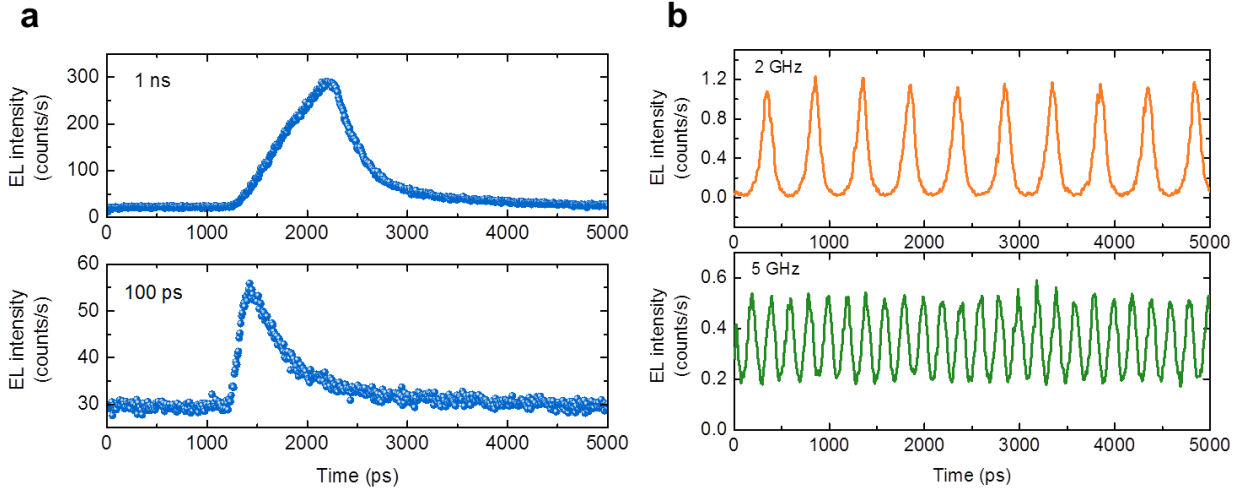 a
EL intensity
(counts/s)
300
200
100
0
1 ns
0 1000 2000 3000 4000 5000
EL intensity
(counts/s)
60
50
40
30
100 ps
0 1000 2000 3000 4000 5000
Time (ps)
b
EL intensity
(counts/s)
1.2
0.8
0.4
0.0
2 GHz
0 1000 2000 3000 4000 5000
EL intensity
(counts/s)
0.6
0.4
0.2
0.0
5 GHz
0 1000 2000 3000 4000 5000
Time (ps)